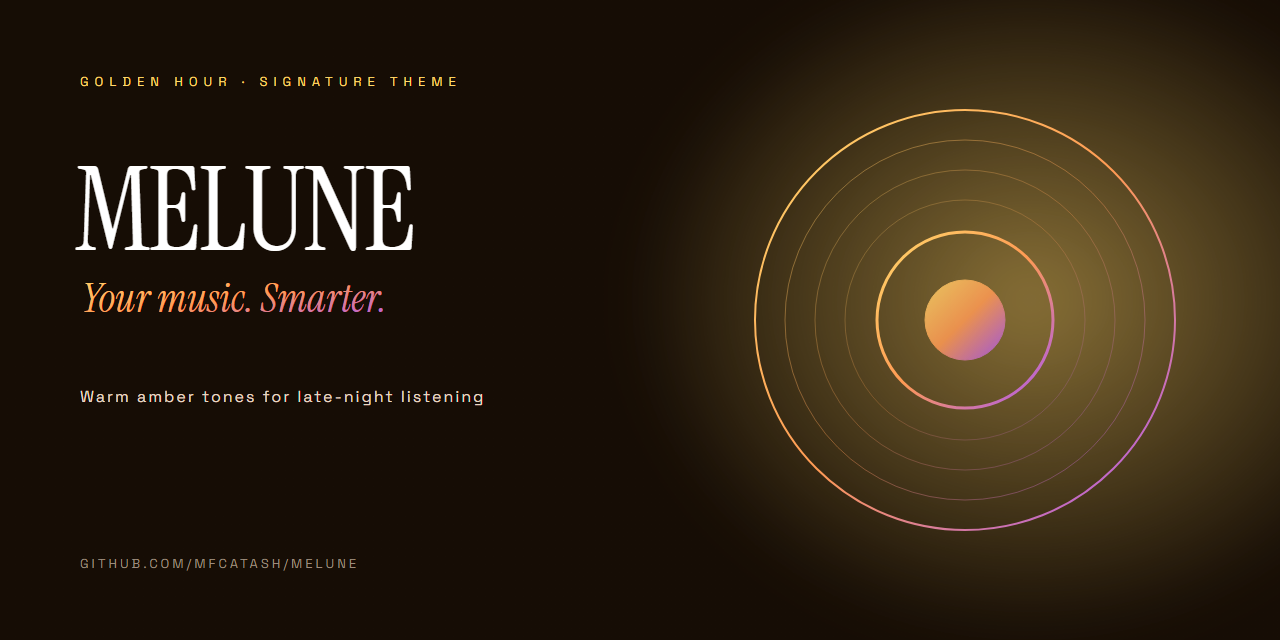 GOLDEN HOUR · SIGNATURE THEME
MELUNE
Your music. Smarter.
Warm amber tones for late-night listening
GITHUB.COM/MFCATASH/MELUNE